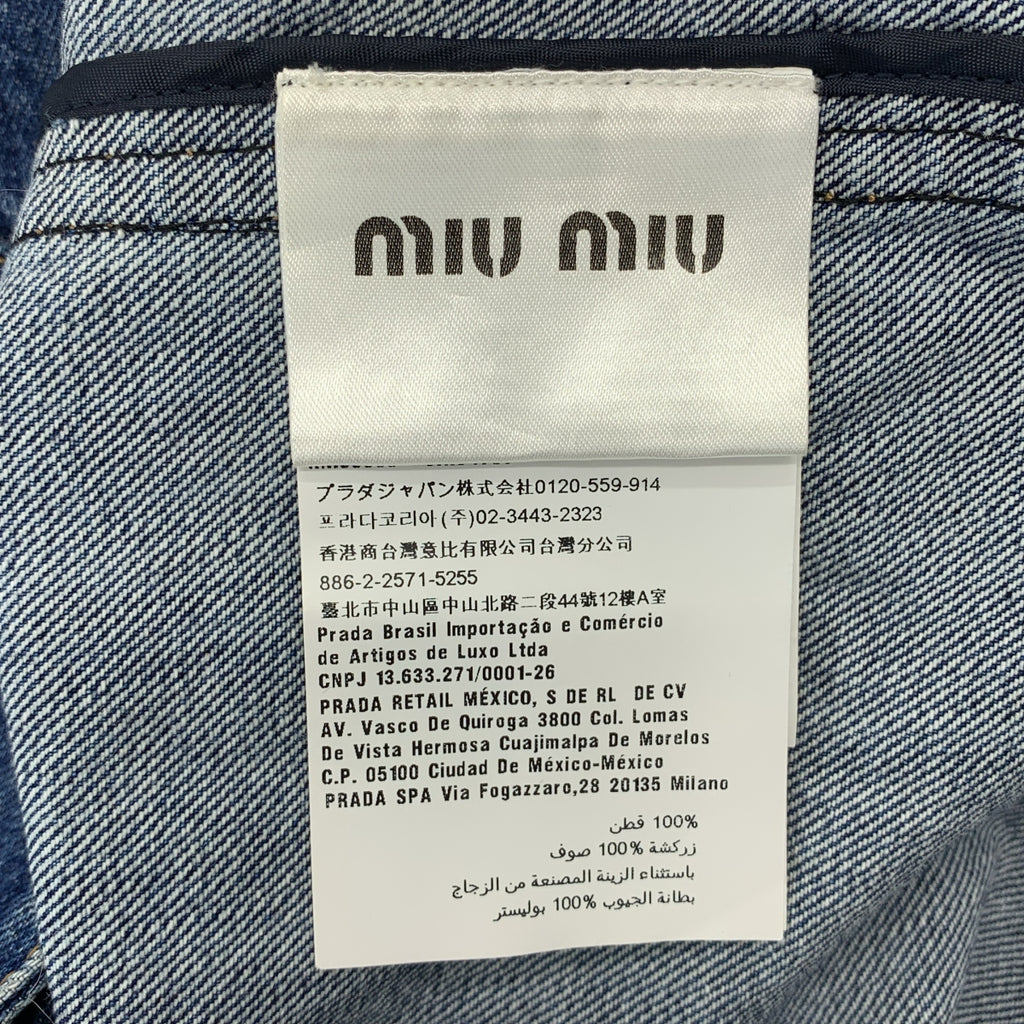 MIU MIU
プラダジャパン株式会社0120-559-914
프라다코리아(주)02-3443-2323
香港商台灣意比有限公司台灣分公司
886-2-2571-5255
臺北市中山區中山北路二段44號12樓A室
Prada Brasil Importação e Comércio
de Artigos de Luxo Ltda
CNPJ 13.633.271/0001-26
PRADA RETAIL MÉXICO, S DE RL DE CV
AV. Vasco De Quiroga 3800 Col. Lomas
De Vista Hermosa Cuajimalpa De Morelos
C.P. 05100 Ciudad De México-México
PRADA SPA Via Fogazzaro,28 20135 Milano
100% قطن
زركشة 100% صوف
باستثناء الزينة المصنعة من الزجاج
بطانة الجيوب 100% بوليستر